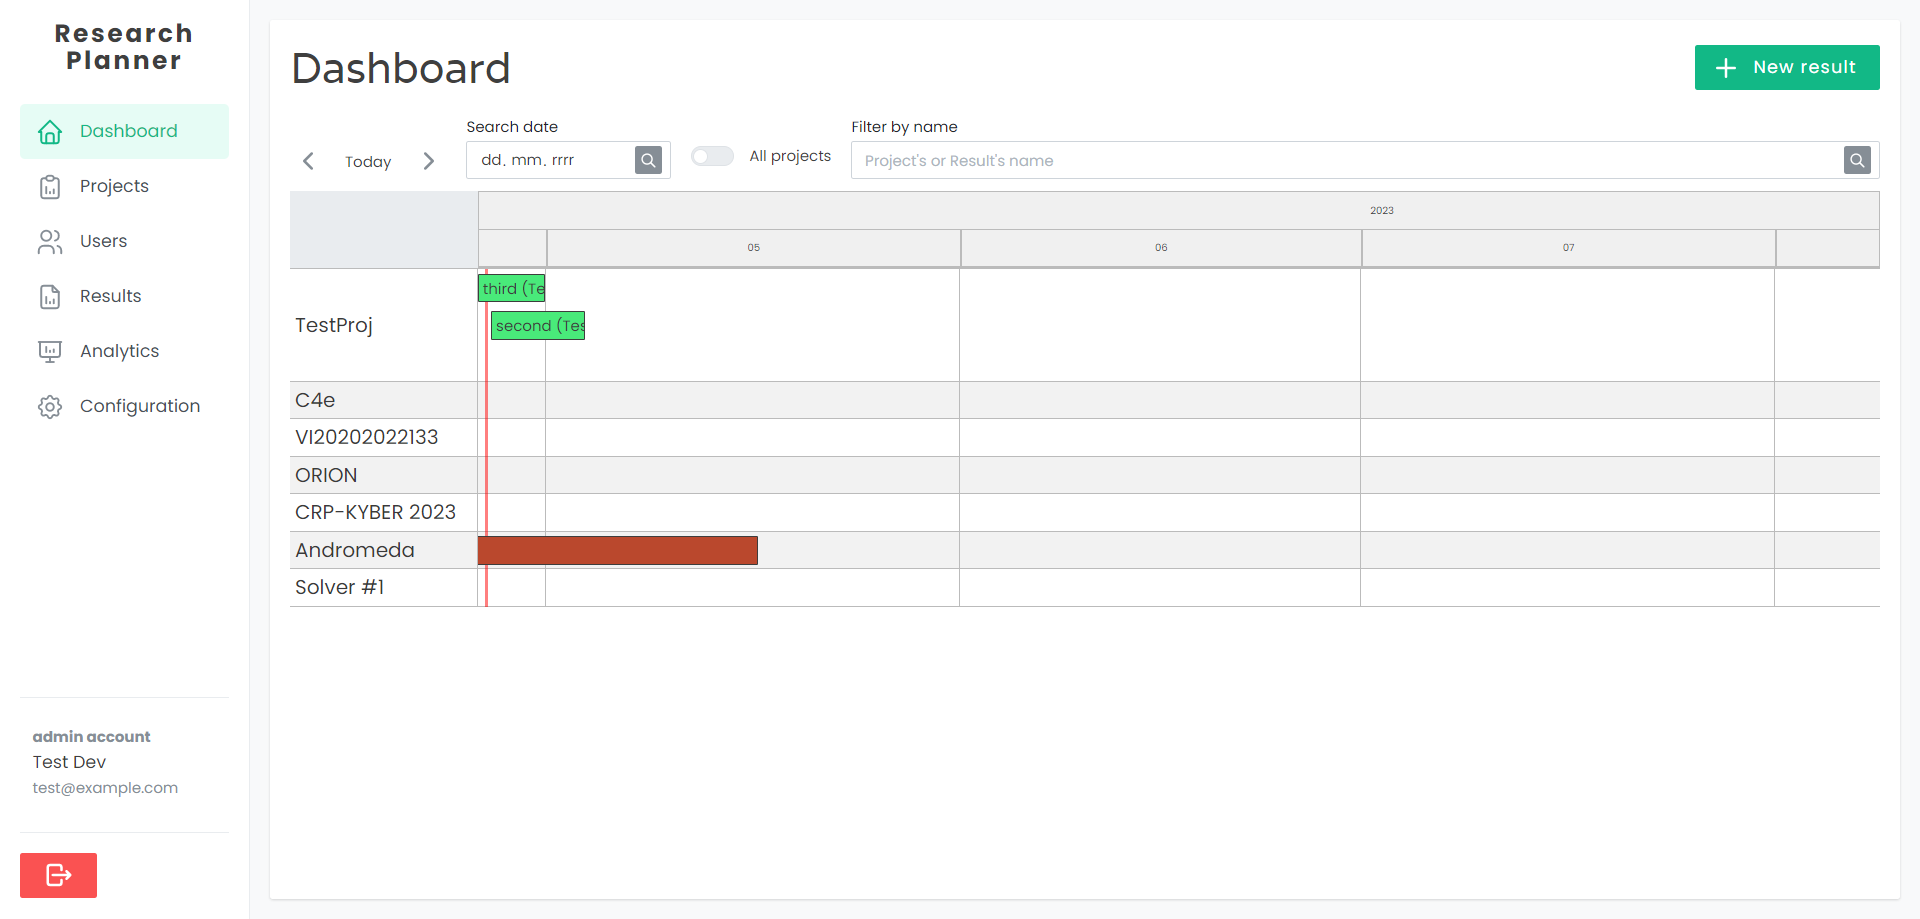 Research
Planner
Dashboard
Projects
Users
Results
Analytics
Configuration
admin account
Test Dev
test@example.com
Dashboard
New result
Today
Search date
dd. mm. rrrr
All projects
Filter by name
Project's or Result's name
2023
05 06 07
third (Te
second (Tes
TestProj
C4e
VI20202022133
ORION
CRP-KYBER 2023
Andromeda
Solver #1